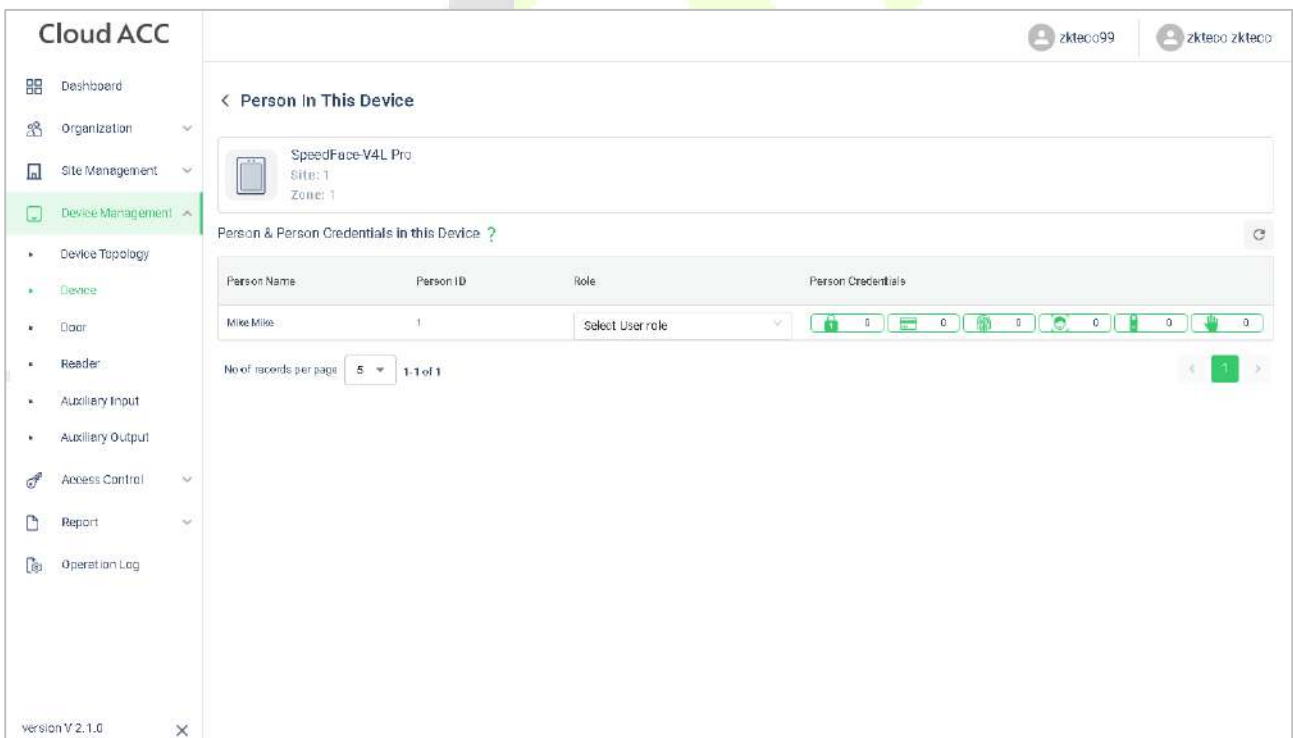 Cloud ACC
zkteco99
zkteco zkteco
Dashboard
Organization
Site Management
Device Management
Device Topology
Device
Door
Reader
Auxiliary Input
Auxiliary Output
Access Control
Report
Operation Log
version V 2.1.0
< Person In This Device
SpeedFace-V4L Pro
Site: 1
Zone: 1
Person & Person Credentials in this Device ?
Person Name Person ID Role Person Credentials
Mike Mike 1 Select User role 0 0 0 0 0 0
No of records per page 5 1-1 of 1 < 1 >